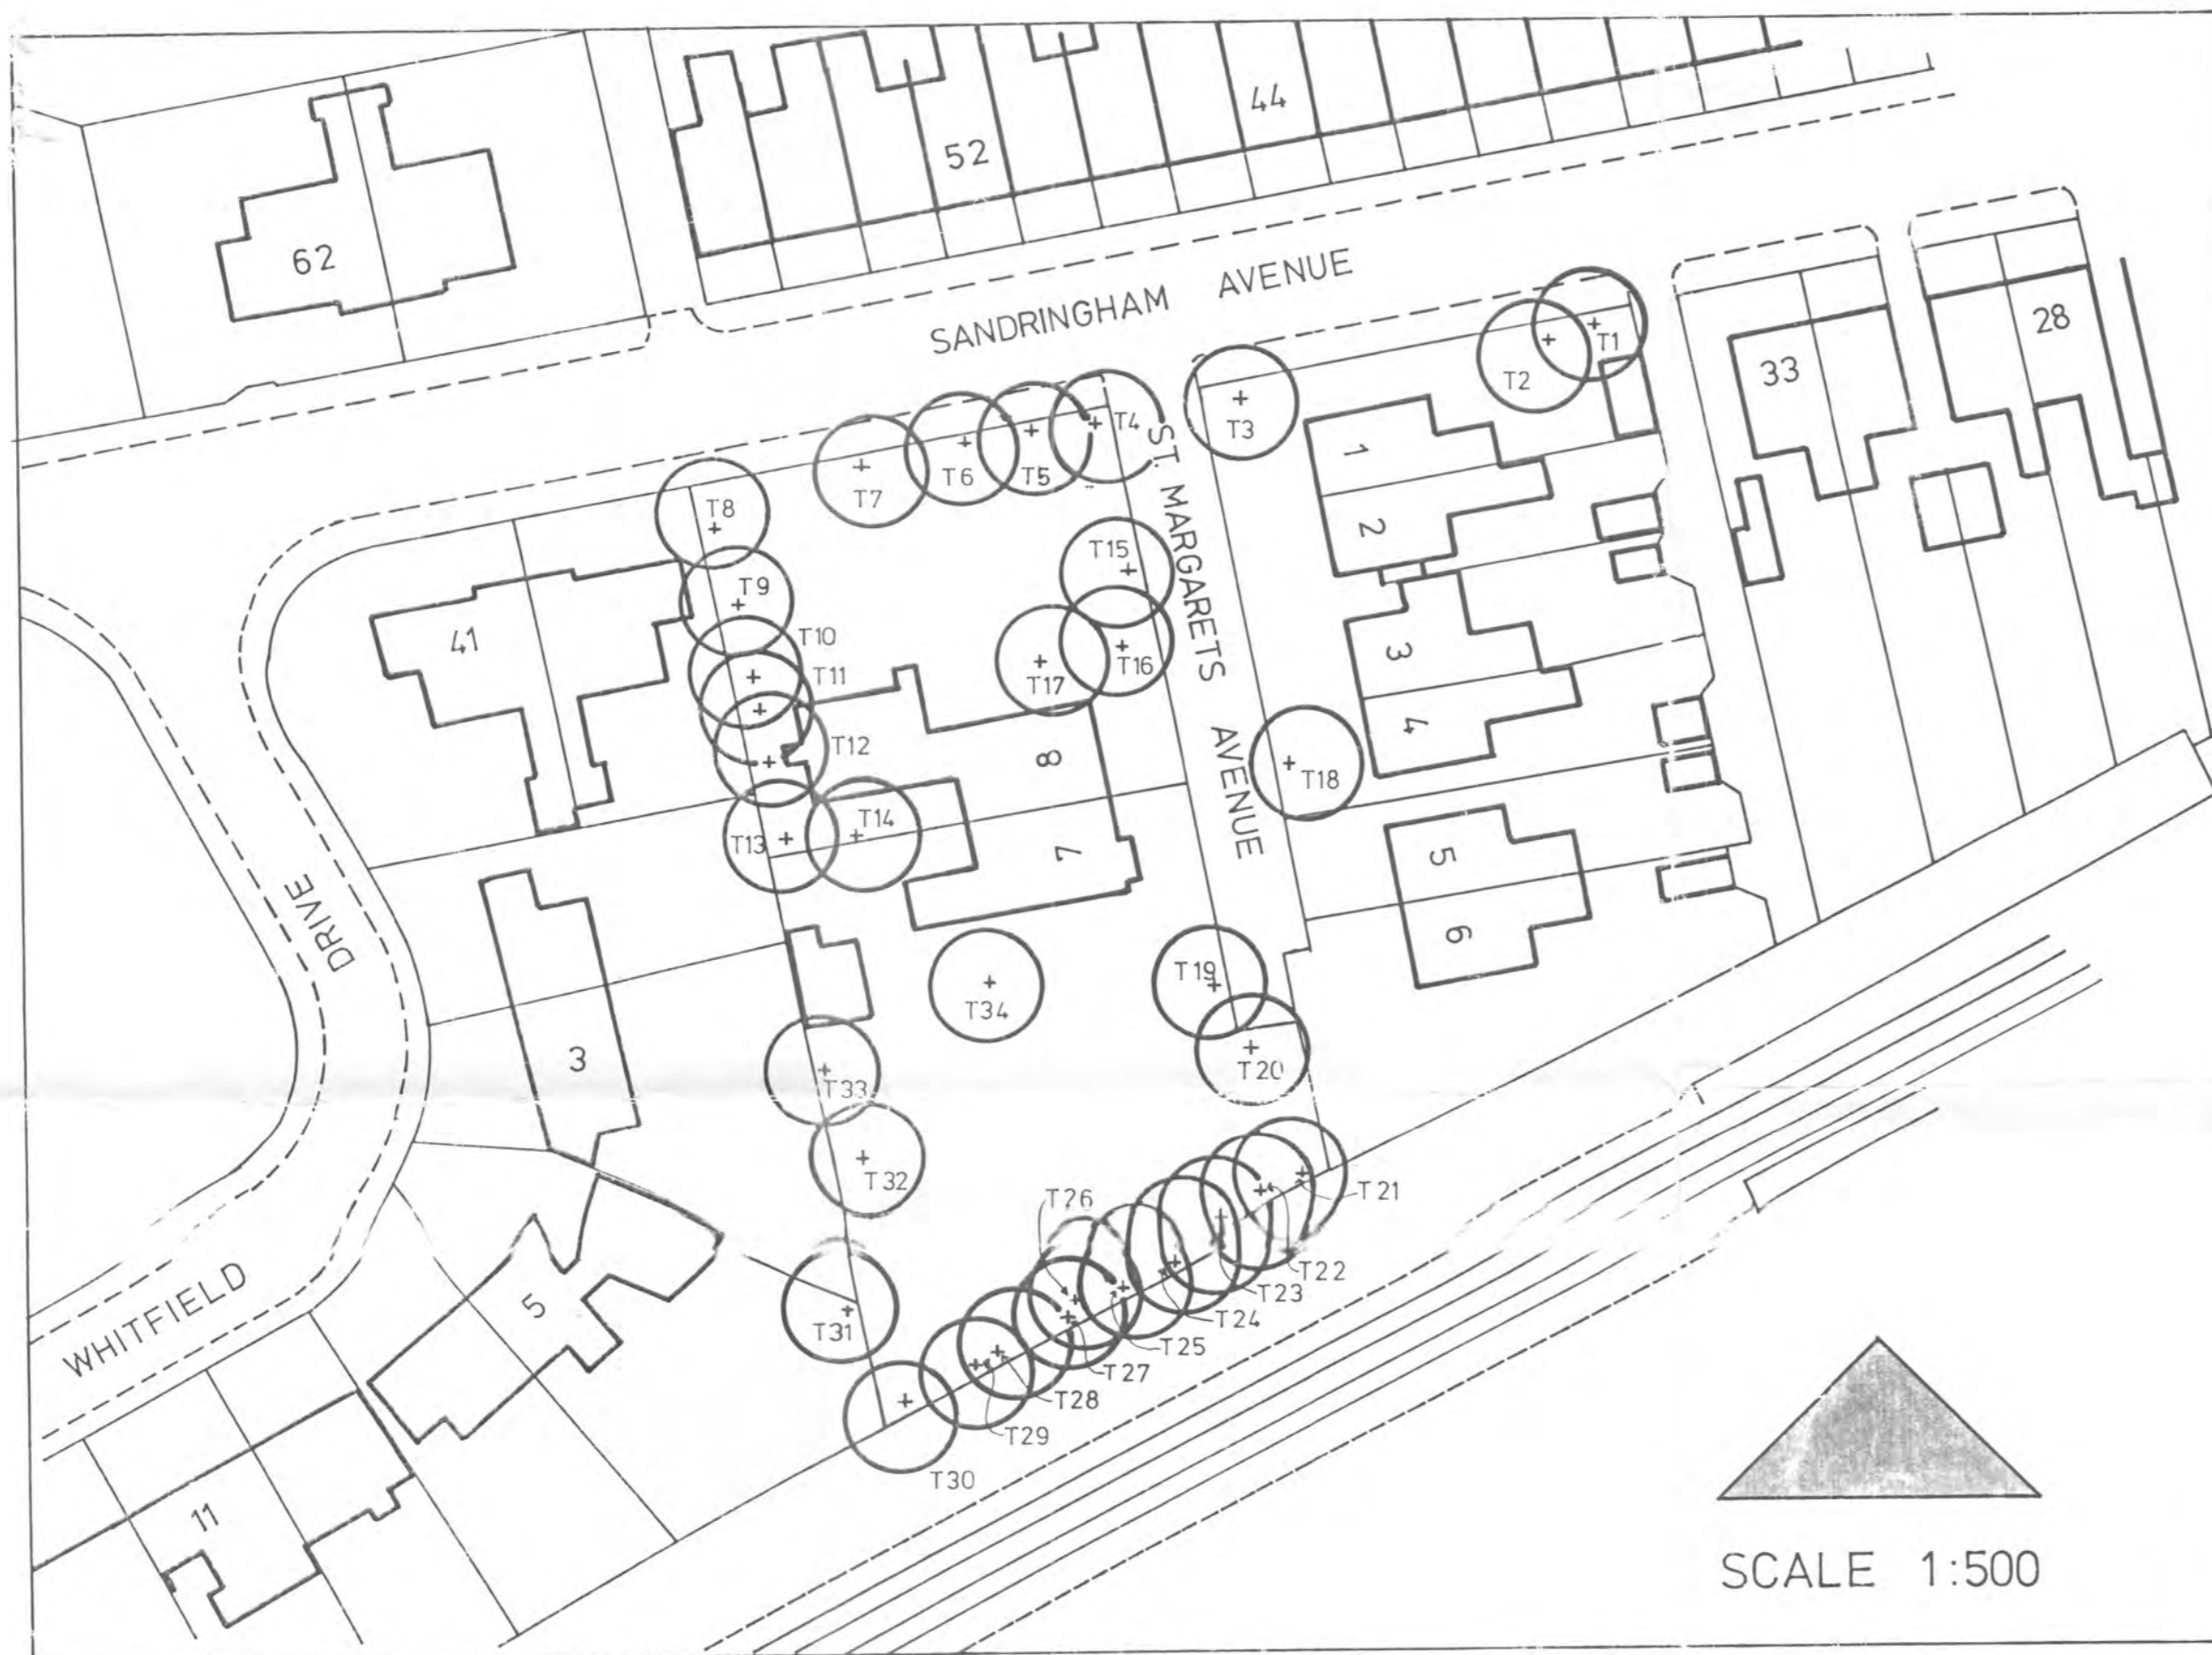 44
52
62
SANDRINGHAM AVENUE
28
33
T1
T2
T3
T4
T5
T6
T7
T8
ST. MARGARETS AVENUE
1
2
T15
T9
41
T10
T11
T16
T17
3
4
T12
8
T18
T13
T14
7
5
6
DRIVE
T19
T34
3
T20
T33
T32
T26
T21
T22
T23
T24
T25
T27
T28
T29
T31
T30
WHITFIELD
5
11
SCALE 1:500